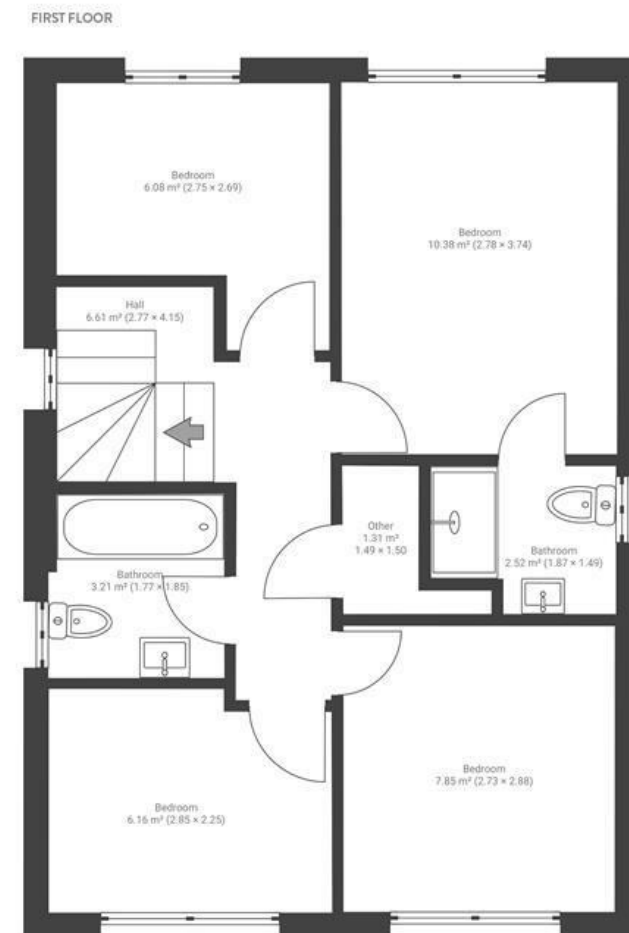 FIRST FLOOR
Bedroom
6.08 m² (2.75 × 2.69)
Bedroom
10.38 m² (2.78 × 3.74)
Hall
6.61 m² (2.77 × 4.15)
Other
1.31 m²
1.49 × 1.50
Bathroom
2.52 m² (1.87 × 1.49)
Bathroom
3.21 m² (1.77 × 1.85)
Bedroom
7.85 m² (2.73 × 2.88)
Bedroom
6.16 m² (2.85 × 2.25)